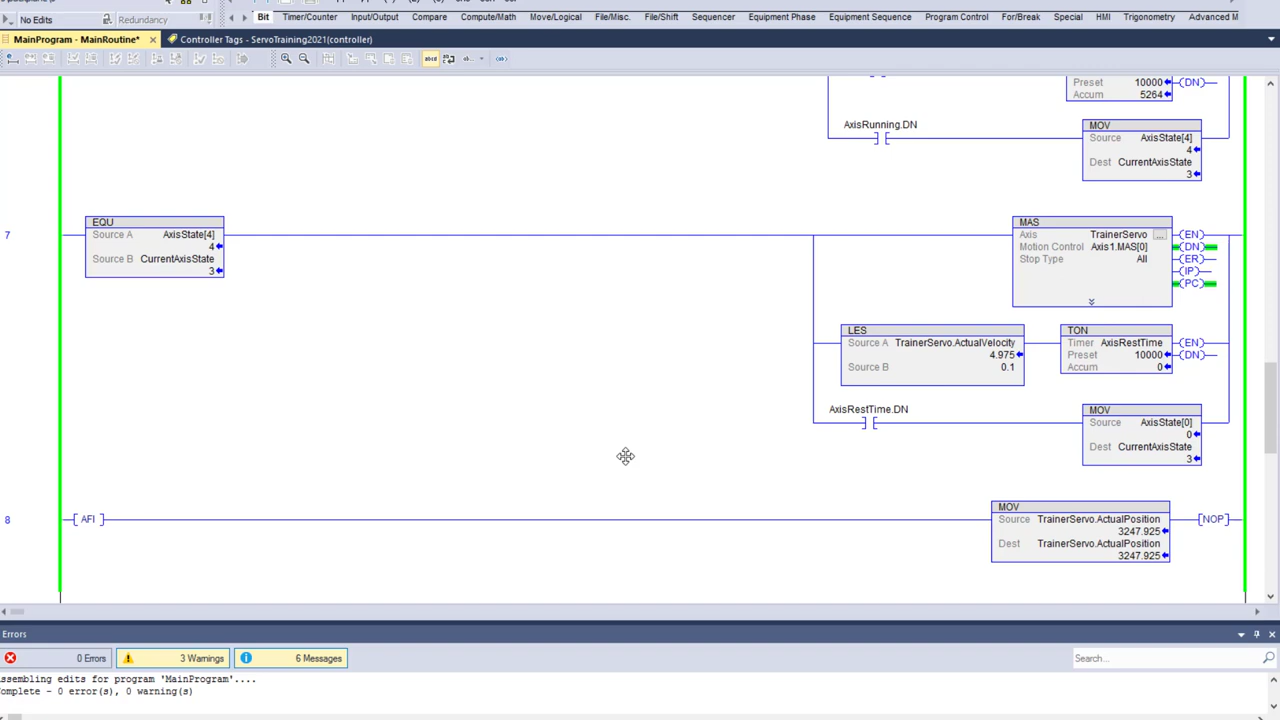 No Edits
Redundancy
Bit Timer/Counter Input/Output Compare Compute/Math Move/Logical File/Misc. File/Shift Sequencer Equipment Phase Equipment Sequence Program Control For/Break Special HMI Trigonometry Advanced M
MainProgram - MainRoutine* Controller Tags - ServoTraining2021(controller)
Preset 10000 (DN)
Accum 5264
AxisRunning.DN
MOV
Source AxisState[4]
4
Dest CurrentAxisState
3
7
EQU
Source A AxisState[4]
4
Source B CurrentAxisState
3
MAS
Axis TrainerServo ... (EN)
Motion Control Axis1.MAS[0] (DN)
Stop Type All (ER)
(IP)
(PC)
LES
Source A TrainerServo.ActualVelocity
4.975
Source B 0.1
TON
Timer AxisRestTime (EN)
Preset 10000 (DN)
Accum 0
AxisRestTime.DN
MOV
Source AxisState[0]
0
Dest CurrentAxisState
3
8
[ AFI ]
MOV
Source TrainerServo.ActualPosition
3247.925
Dest TrainerServo.ActualPosition
3247.925
[NOP]
Errors
0 Errors 3 Warnings 6 Messages Search...
ssembling edits for program 'MainProgram'....
omplete - 0 error(s), 0 warning(s)